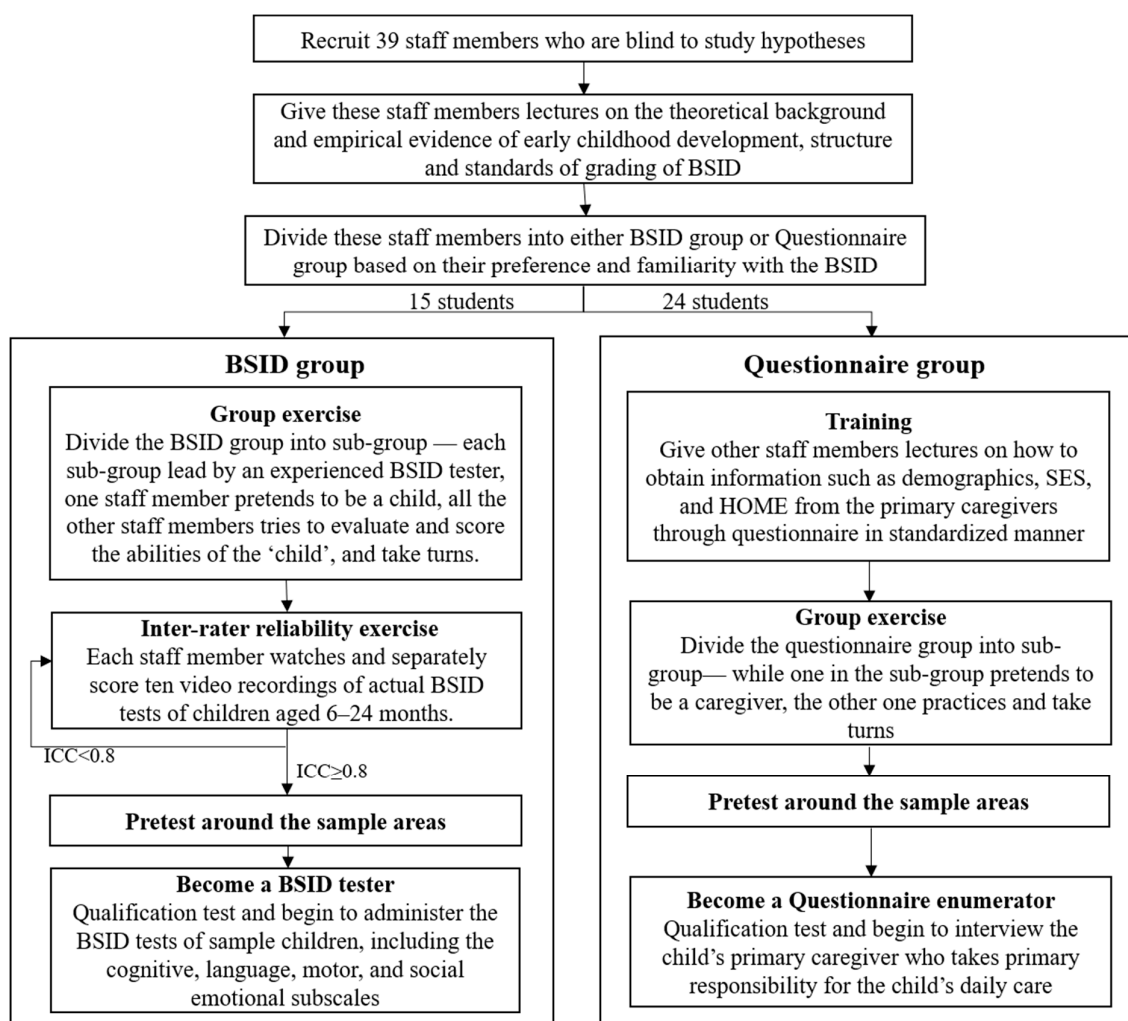 Recruit 39 staff members who are blind to study hypotheses
Give these staff members lectures on the theoretical background
and empirical evidence of early childhood development, structure
and standards of grading of BSID
Divide these staff members into either BSID group or Questionnaire
group based on their preference and familiarity with the BSID
15 students
24 students
BSID group
Group exercise
Divide the BSID group into sub-group — each
sub-group lead by an experienced BSID tester,
one staff member pretends to be a child, all the
other staff members tries to evaluate and score
the abilities of the ‘child’, and take turns.
Inter-rater reliability exercise
Each staff member watches and separately
score ten video recordings of actual BSID
tests of children aged 6–24 months.
ICC<0.8
ICC≥0.8
Pretest around the sample areas
Become a BSID tester
Qualification test and begin to administer the
BSID tests of sample children, including the
cognitive, language, motor, and social
emotional subscales
Questionnaire group
Training
Give other staff members lectures on how to
obtain information such as demographics, SES,
and HOME from the primary caregivers
through questionnaire in standardized manner
Group exercise
Divide the questionnaire group into sub-
group— while one in the sub-group pretends to
be a caregiver, the other one practices and take
turns
Pretest around the sample areas
Become a Questionnaire enumerator
Qualification test and begin to interview the
child’s primary caregiver who takes primary
responsibility for the child’s daily care